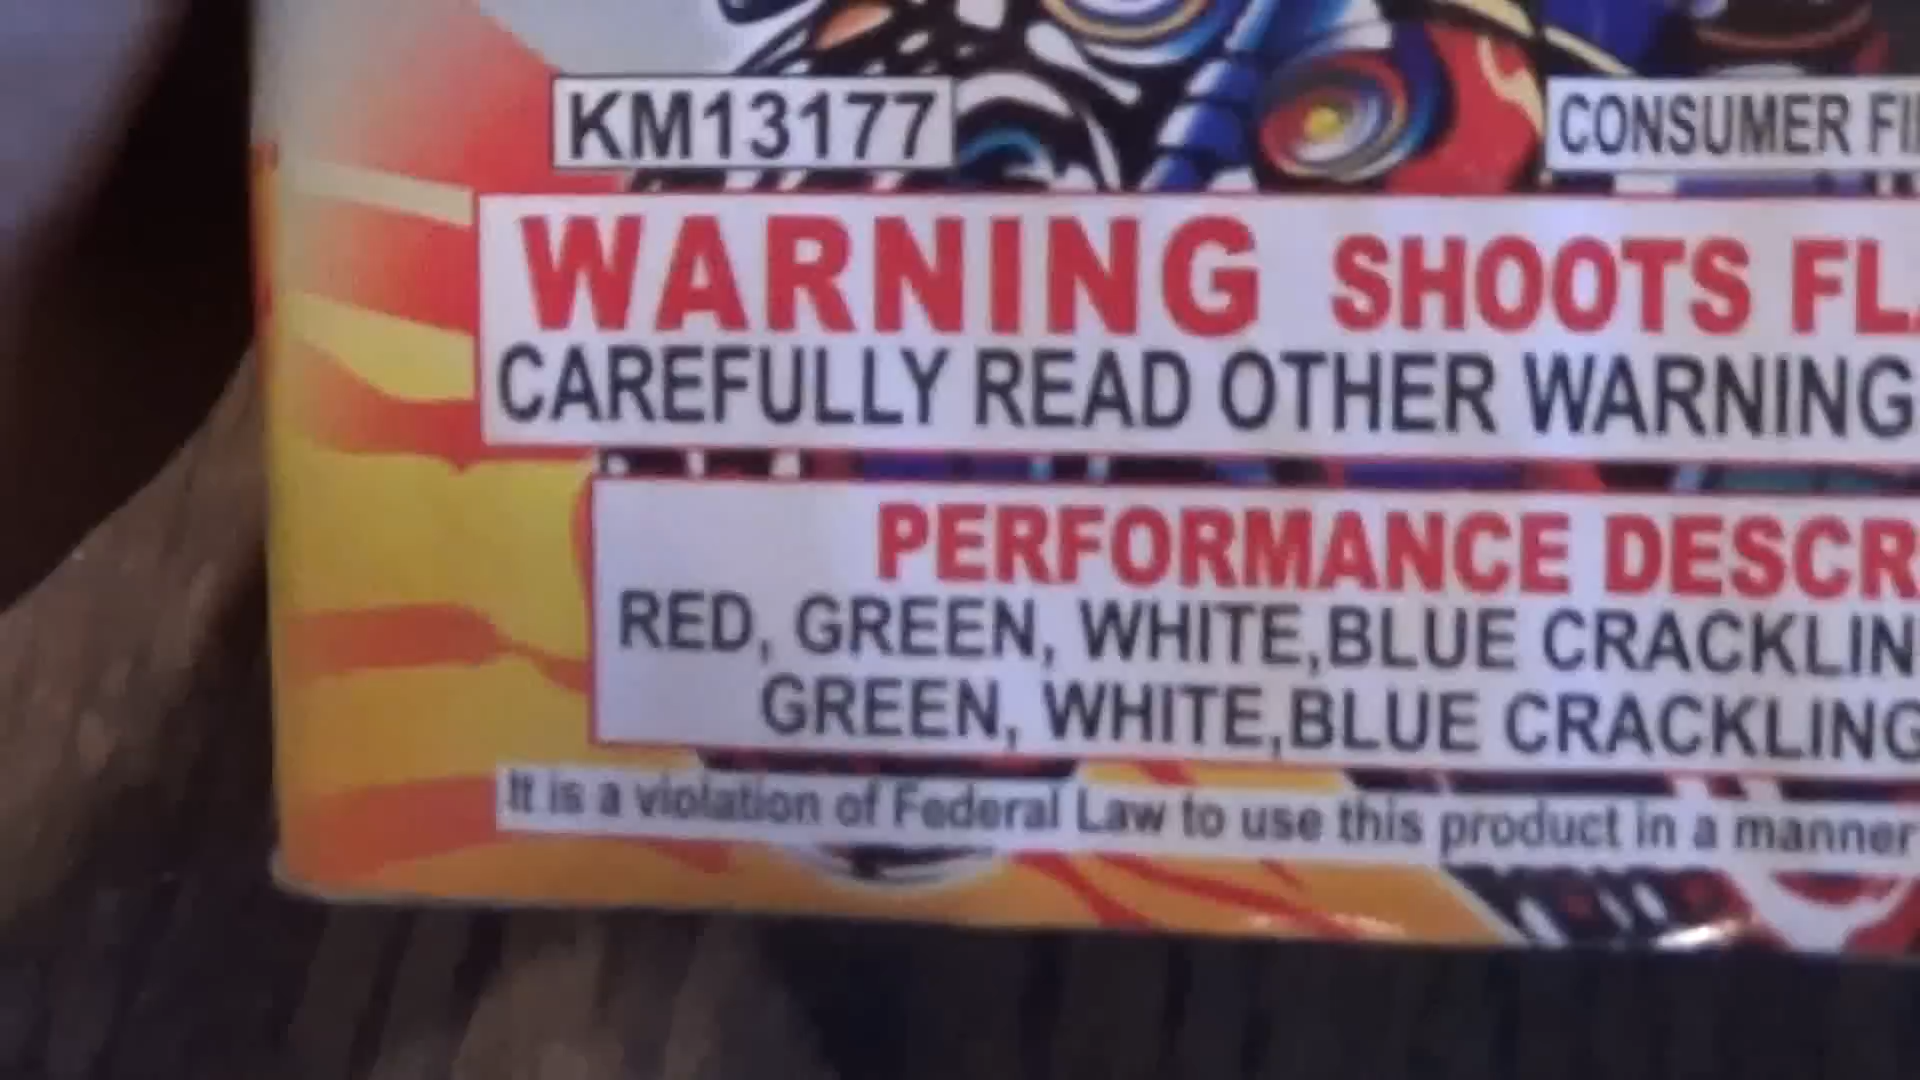 KM13177
CONSUMER FI
WARNING SHOOTS FL
CAREFULLY READ OTHER WARNING
PERFORMANCE DESCR
RED, GREEN, WHITE,BLUE CRACKLIN
GREEN, WHITE,BLUE CRACKLING
It is a violation of Federal Law to use this product in a manner